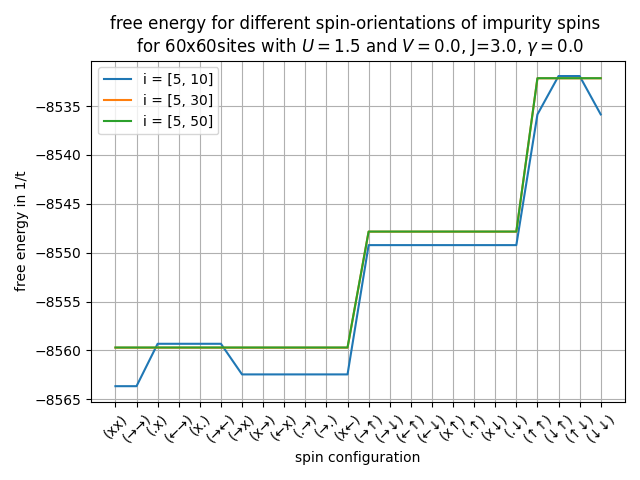 free energy for different spin-orientations of impurity spins
for 60x60sites with U = 1.5 and V = 0.0, J=3.0, γ = 0.0
i = [5, 10]
i = [5, 30]
i = [5, 50]
free energy in 1/t
−8535
−8540
−8545
−8550
−8555
−8560
−8565
(xx) (→→) (.x) (←→) (x.) (→←) (→x) (x→) (←x) (.→) (→.) (x←) (→↑) (→↓) (←↑) (←↓) (x↑) (.↑) (x↓) (.↓) (↑↑) (↓↑) (↑↓) (↓↓)
spin configuration